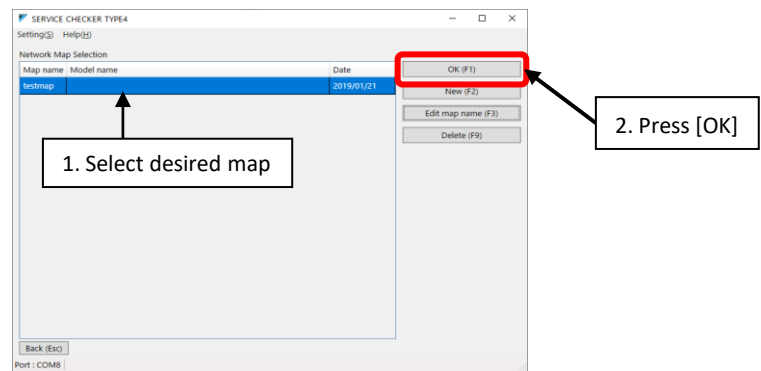 SERVICE CHECKER TYPE4
Setting(S) Help(H)
Network Map Selection
Map name Model name Date
testmap 2019/01/21
OK (F1)
New (F2)
Edit map name (F3)
Delete (F9)
1. Select desired map
2. Press [OK]
Back (Esc)
Port : COM8